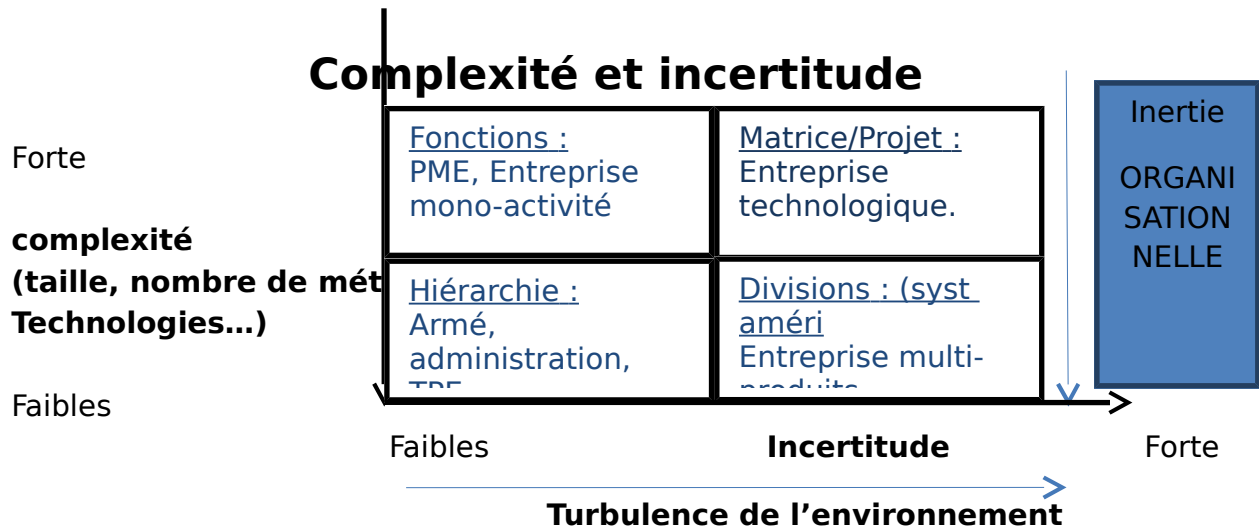 Complexité et incertitude
Forte
complexité
(taille, nombre de mét
Technologies…)
Faibles
Fonctions :
PME, Entreprise
mono-activité
Matrice/Projet :
Entreprise
technologique.
Hiérarchie :
Armé,
administration,
TPE
Divisions : (syst
améri
Entreprise multi-
produits
Inertie
ORGANI
SATION
NELLE
Faibles
Incertitude
Forte
Turbulence de l’environnement